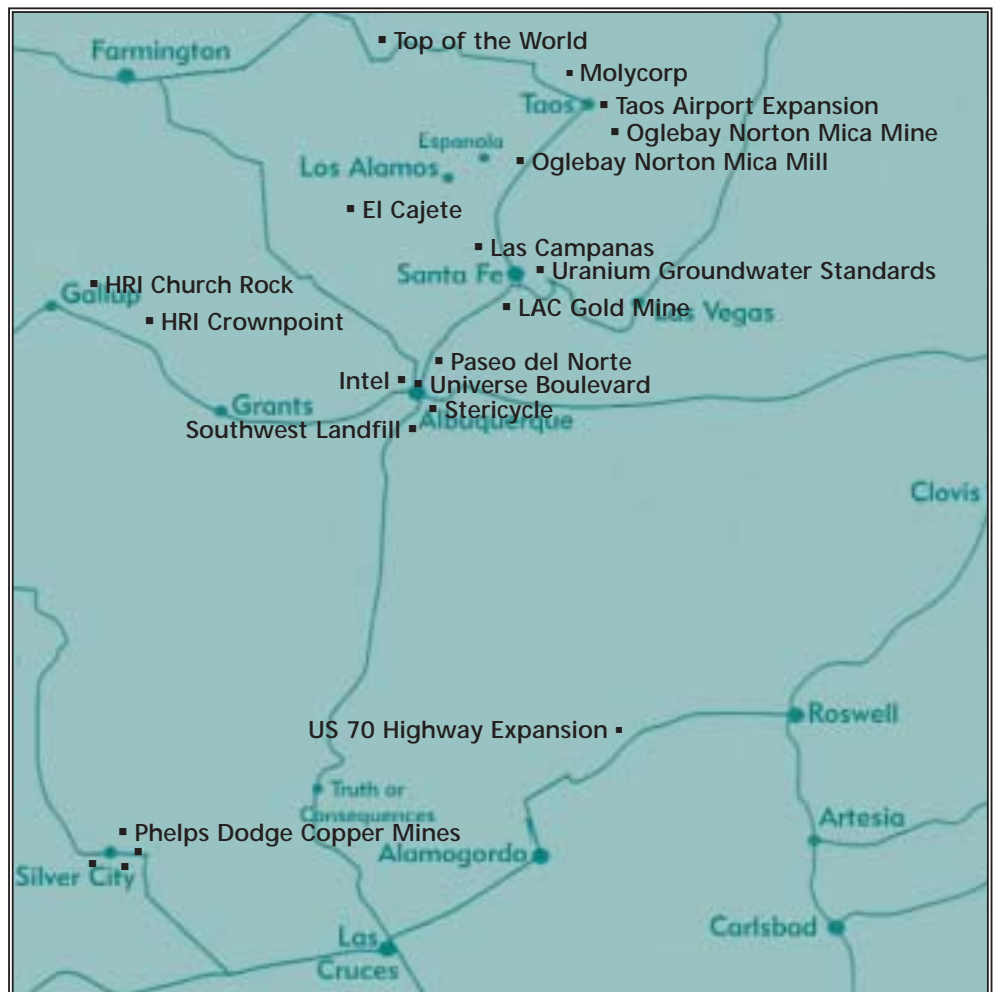 Top of the World
Farmington
Molycorp
Taos
Taos Airport Expansion
Oglebay Norton Mica Mine
Espanola
Oglebay Norton Mica Mill
Los Alamos
El Cajete
Las Campanas
Santa Fe
Uranium Groundwater Standards
HRI Church Rock
Gallup
LAC Gold Mine
Las Vegas
HRI Crownpoint
Paseo del Norte
Intel
Universe Boulevard
Grants
Stericycle
Albuquerque
Southwest Landfill
Clovis
Roswell
US 70 Highway Expansion
Truth or
Consequences
Artesia
Phelps Dodge Copper Mines
Alamogordo
Silver City
Carlsbad
Las
Cruces